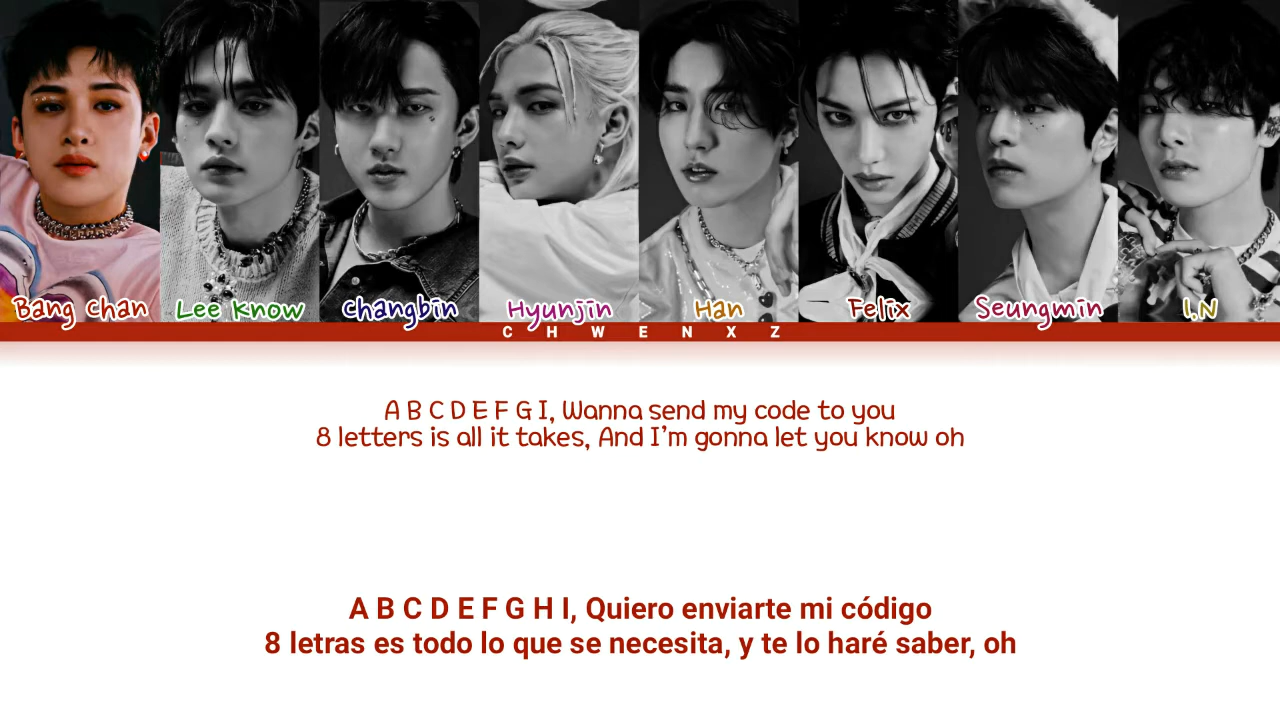 Bang Chan Lee Know Changbin Hyunjin Han Felix Seungmin I.N
CHWENXZ
A B C D E F G I, Wanna send my code to you
8 letters is all it takes, And I'm gonna let you know oh
A B C D E F G H I, Quiero enviarte mi código
8 letras es todo lo que se necesita, y te lo haré saber, oh